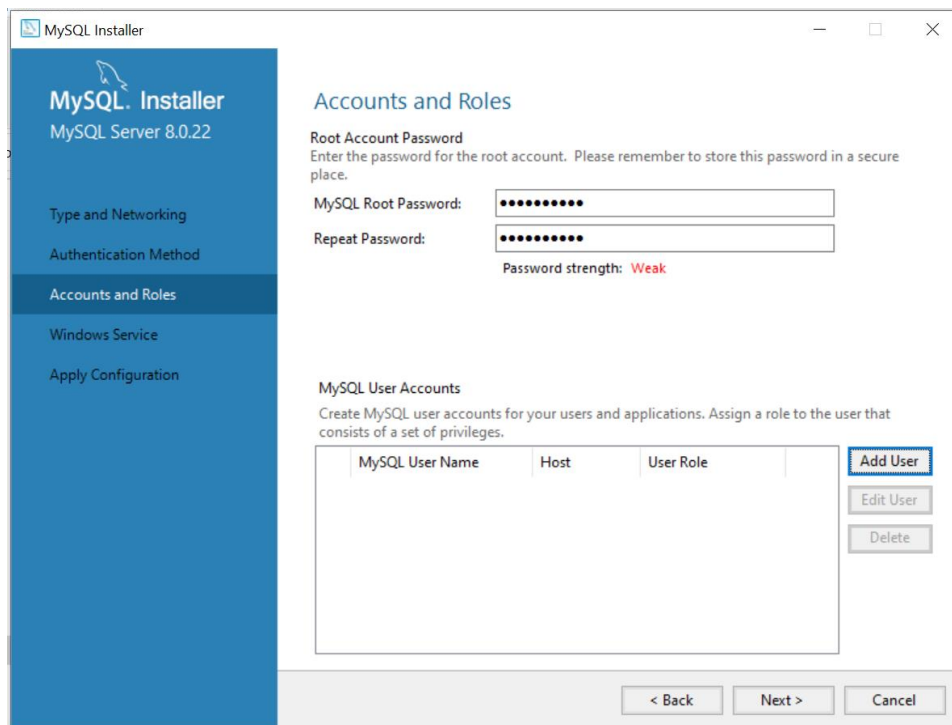 MySQL Installer
MySQL. Installer
MySQL Server 8.0.22
Type and Networking
Authentication Method
Accounts and Roles
Windows Service
Apply Configuration
Accounts and Roles
Root Account Password
Enter the password for the root account. Please remember to store this password in a secure
place.
MySQL Root Password: ●●●●●●●●●●
Repeat Password: ●●●●●●●●●●
Password strength: Weak
MySQL User Accounts
Create MySQL user accounts for your users and applications. Assign a role to the user that
consists of a set of privileges.
MySQL User Name Host User Role
Add User
Edit User
Delete
< Back Next > Cancel